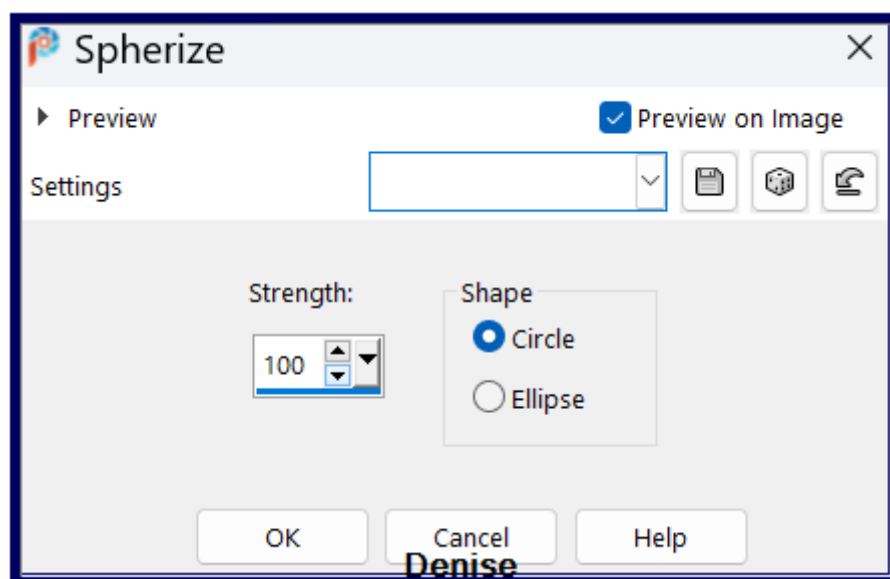 Spherize
Preview
Preview on Image
Settings
Strength:
100
Shape
Circle
Ellipse
OK
Cancel
Help
Denise